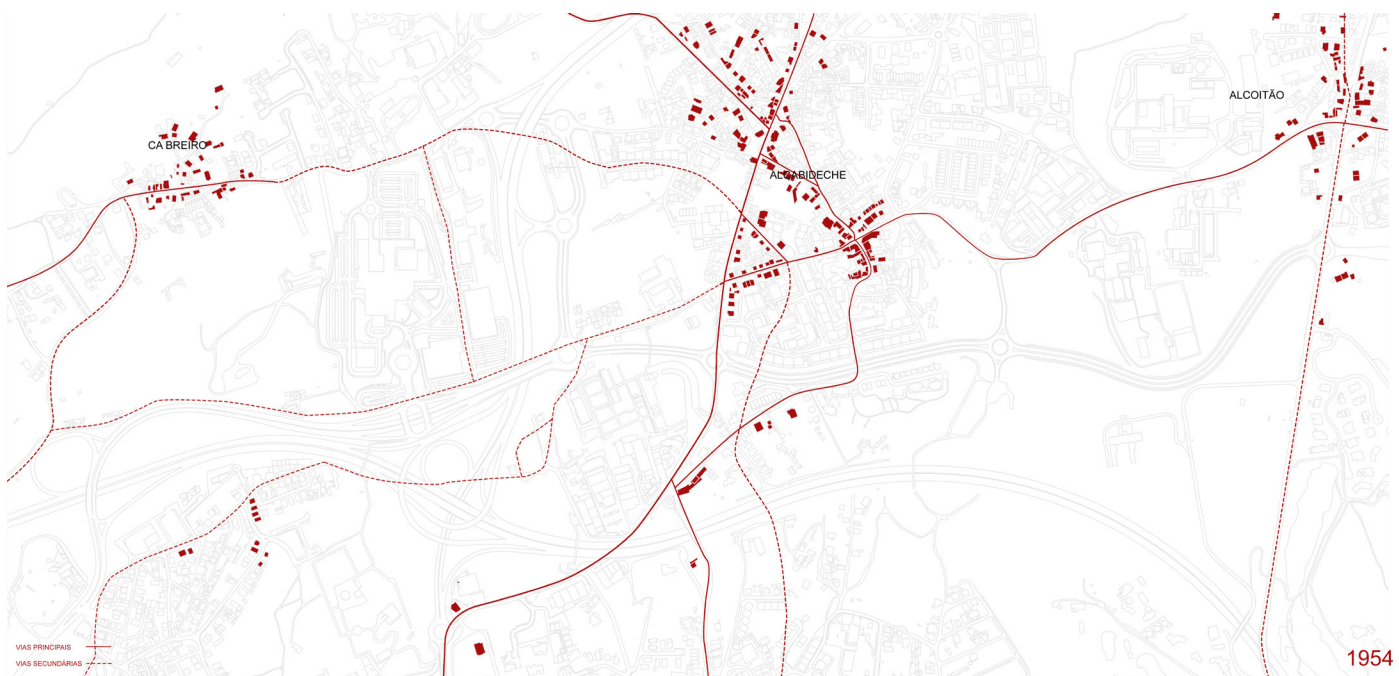 ALCOITÃO
CA BREIRO
ALCABIDECHE
VIAS PRINCIPAIS
VIAS SECUNDÁRIAS
1954